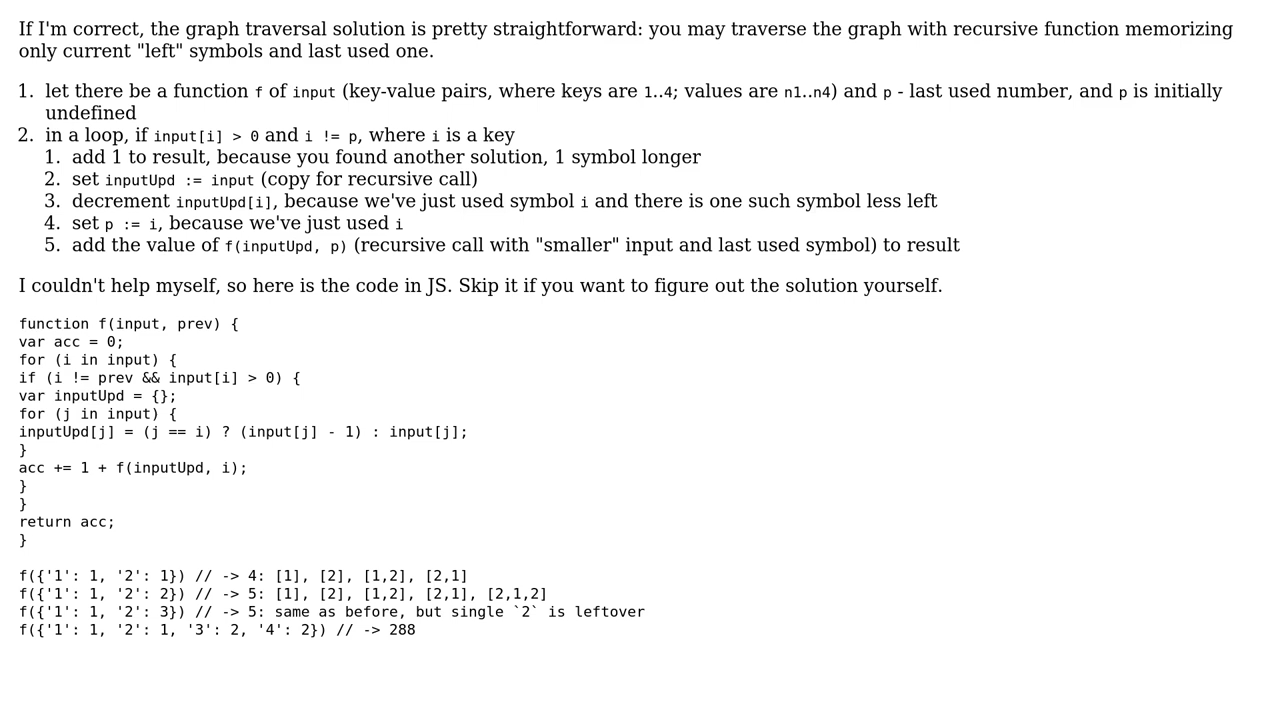 If I'm correct, the graph traversal solution is pretty straightforward: you may traverse the graph with recursive function memorizing
only current "left" symbols and last used one.
1. let there be a function f of input (key-value pairs, where keys are 1..4; values are n1..n4) and p - last used number, and p is initially
undefined
2. in a loop, if input[i] > 0 and i != p, where i is a key
1. add 1 to result, because you found another solution, 1 symbol longer
2. set inputUpd := input (copy for recursive call)
3. decrement inputUpd[i], because we've just used symbol i and there is one such symbol less left
4. set p := i, because we've just used i
5. add the value of f(inputUpd, p) (recursive call with "smaller" input and last used symbol) to result
I couldn't help myself, so here is the code in JS. Skip it if you want to figure out the solution yourself.
function f(input, prev) {
var acc = 0;
for (i in input) {
if (i != prev && input[i] > 0) {
var inputUpd = {};
for (j in input) {
inputUpd[j] = (j == i) ? (input[j] - 1) : input[j];
}
acc += 1 + f(inputUpd, i);
}
}
return acc;
}
f({'1': 1, '2': 1}) // -> 4: [1], [2], [1,2], [2,1]
f({'1': 1, '2': 2}) // -> 5: [1], [2], [1,2], [2,1], [2,1,2]
f({'1': 1, '2': 3}) // -> 5: same as before, but single `2` is leftover
f({'1': 1, '2': 1, '3': 2, '4': 2}) // -> 288